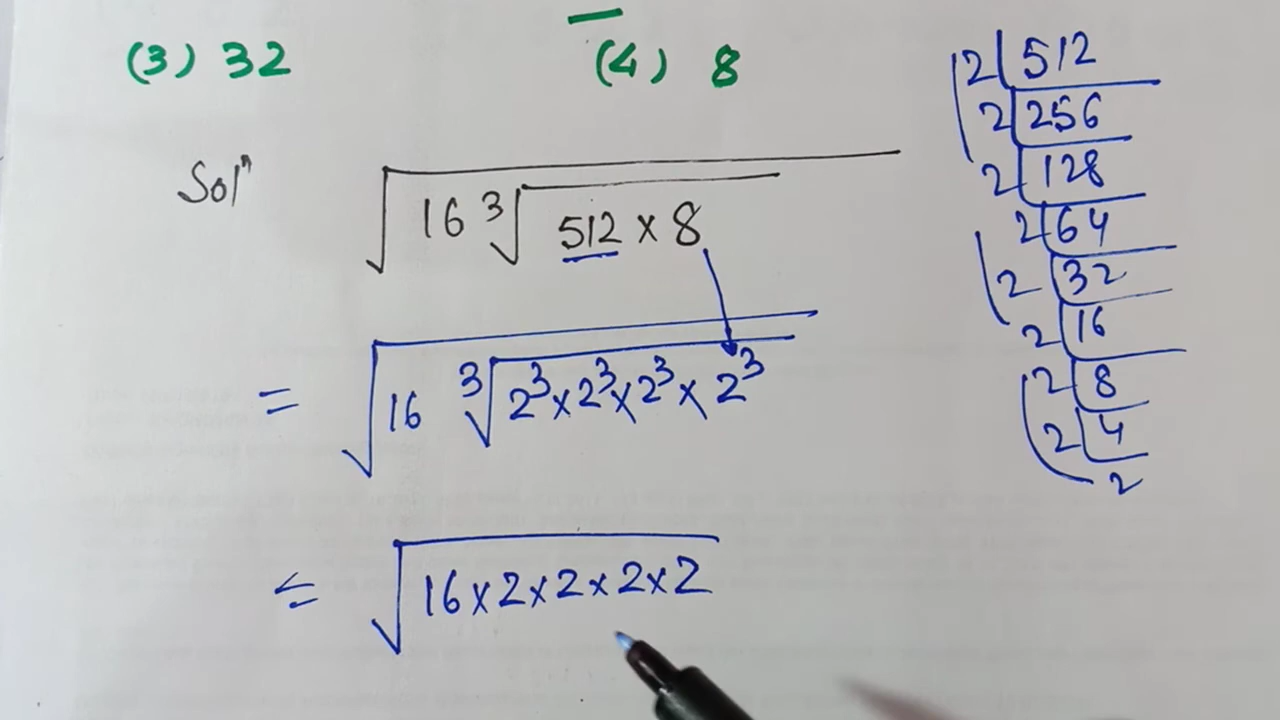 (3) 32 (4) 8
Solⁿ √(16 ∛(512 × 8))
= √(16 ∛(2³ × 2³ × 2³ × 2³))
= √(16 × 2 × 2 × 2 × 2)
2 | 512
2 | 256
2 | 128
2 | 64
2 | 32
2 | 16
2 | 8
2 | 4
2